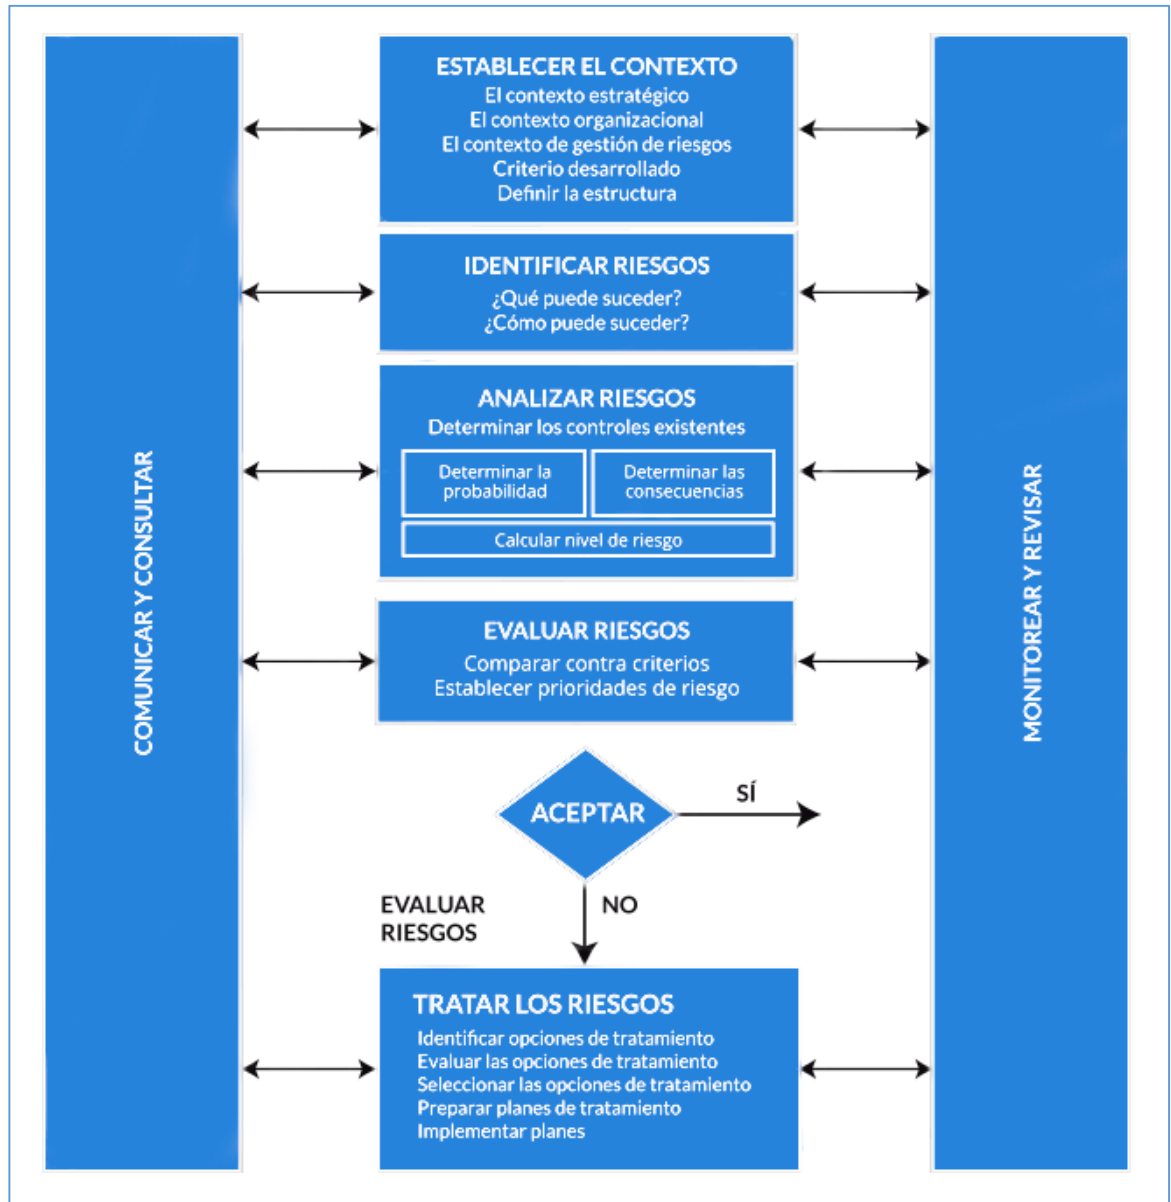 COMUNICAR Y CONSULTAR
ESTABLECER EL CONTEXTO
El contexto estratégico
El contexto organizacional
El contexto de gestión de riesgos
Criterio desarrollado
Definir la estructura
IDENTIFICAR RIESGOS
¿Qué puede suceder?
¿Cómo puede suceder?
ANALIZAR RIESGOS
Determinar los controles existentes
Determinar la
probabilidad
Determinar las
consecuencias
Calcular nivel de riesgo
EVALUAR RIESGOS
Comparar contra criterios
Establecer prioridades de riesgo
ACEPTAR
SÍ
EVALUAR
RIESGOS
NO
TRATAR LOS RIESGOS
Identificar opciones de tratamiento
Evaluar las opciones de tratamiento
Seleccionar las opciones de tratamiento
Preparar planes de tratamiento
Implementar planes
MONITOREAR Y REVISAR